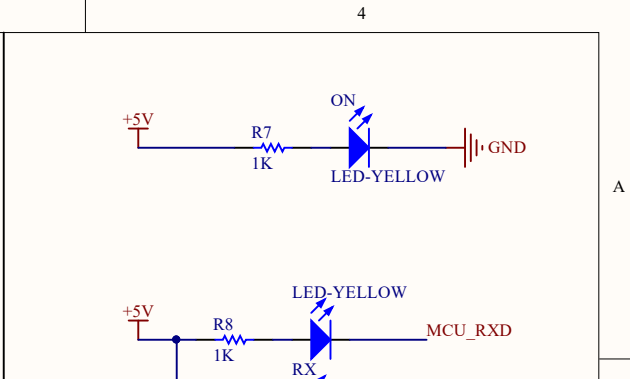 4
ON
+5V
R7
GND
1K
LED-YELLOW
A
LED-YELLOW
+5V
R8
MCU_RXD
1K
RX